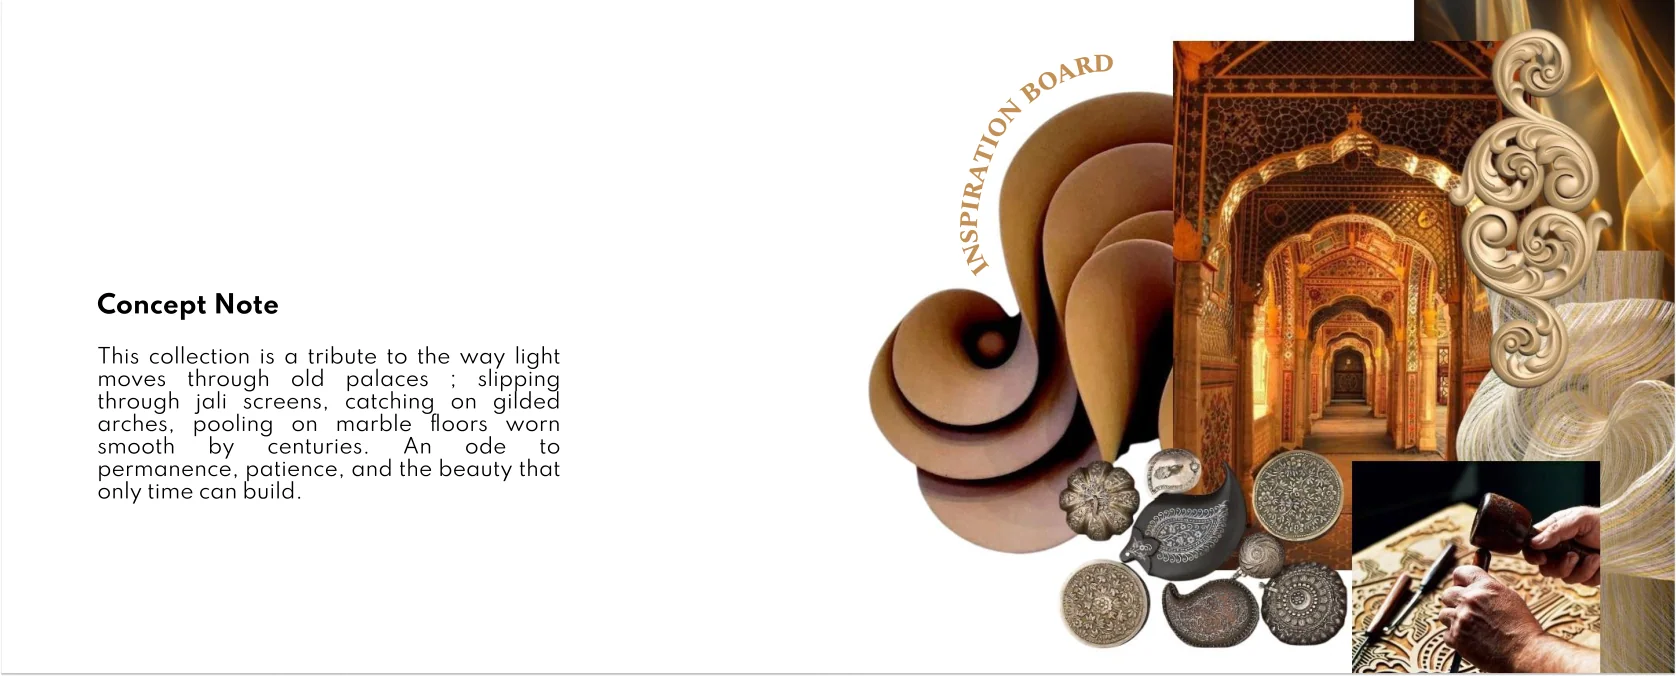 Concept Note
This collection is a tribute to the way light
moves through old palaces ; slipping
through jali screens, catching on gilded
arches, pooling on marble floors worn
smooth by centuries. An ode to
permanence, patience, and the beauty that
only time can build.
INSPIRATION BOARD